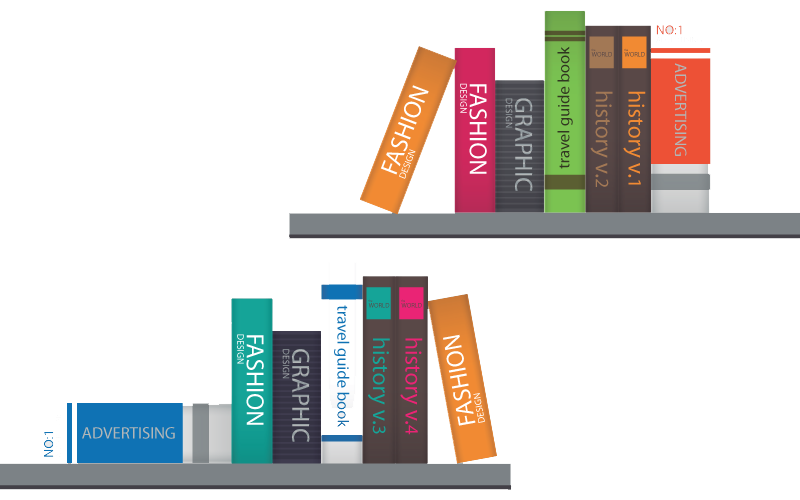 FASHION
DESIGN
FASHION
DESIGN
GRAPHIC
DESIGN
travel guide book
WORLD
history v.2
WORLD
history v.1
NO:1
ADVERTISING
NO:1
ADVERTISING
FASHION
DESIGN
GRAPHIC
DESIGN
travel guide book
WORLD
history v.3
WORLD
history v.4
FASHION
DESIGN